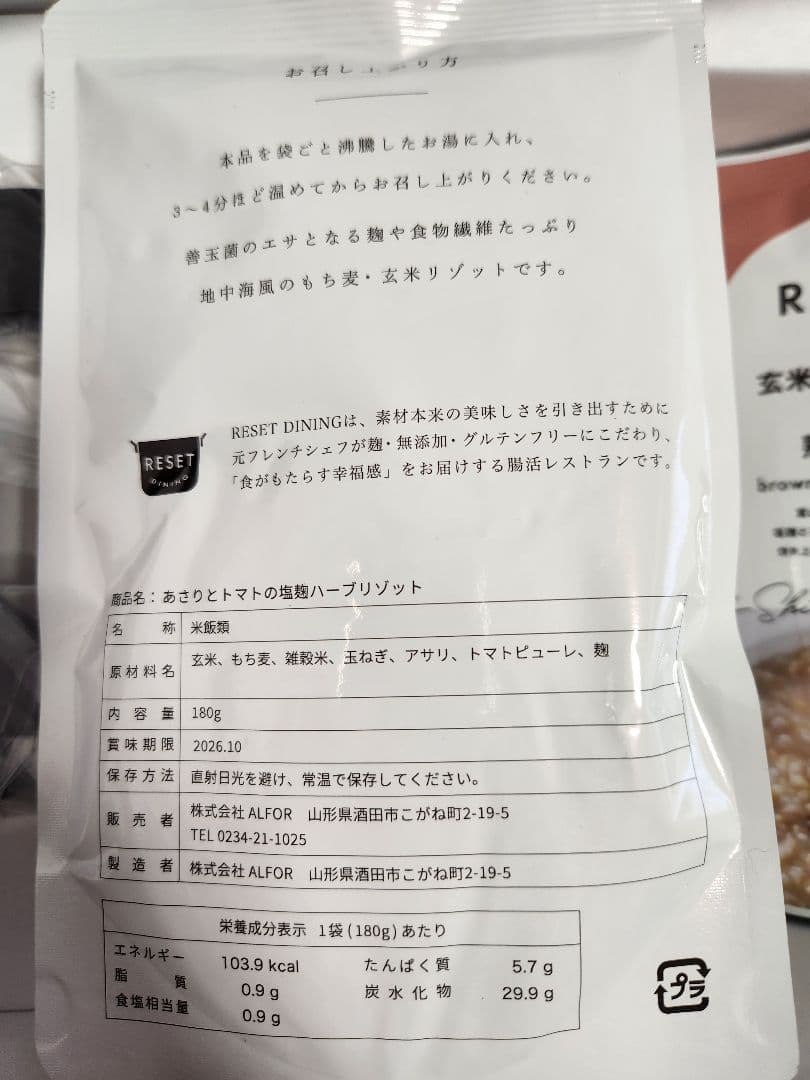 お召し上がり方
本品を袋ごと沸騰したお湯に入れ、
3〜4分ほど温めてからお召し上がりください。
善玉菌のエサとなる麹や食物繊維たっぷり
地中海風のもち麦・玄米リゾットです。
RESET
DINING
RESET DININGは、素材本来の美味しさを引き出すために
元フレンチシェフが麹・無添加・グルテンフリーにこだわり、
「食がもたらす幸福感」をお届けする腸活レストランです。
商品名：あさりとトマトの塩麹ハーブリゾット
名称 米飯類
原材料名 玄米、もち麦、雑穀米、玉ねぎ、アサリ、トマトピューレ、麹
内容量 180g
賞味期限 2026.10
保存方法 直射日光を避け、常温で保存してください。
販売者 株式会社 ALFOR 山形県酒田市こがね町2-19-5
TEL 0234-21-1025
製造者 株式会社 ALFOR 山形県酒田市こがね町2-19-5
栄養成分表示 1袋(180g)あたり
エネルギー 103.9 kcal たんぱく質 5.7 g
脂質 0.9 g 炭水化物 29.9 g
食塩相当量 0.9 g
プラ
R
玄米
brown